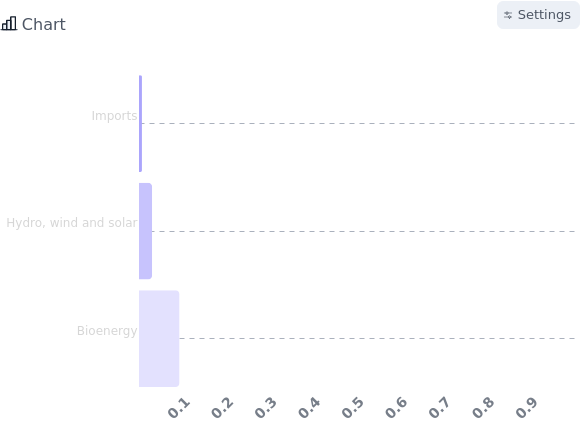 Chart
Settings
Imports
Hydro, wind and solar
Bioenergy
0.1 0.2 0.3 0.4 0.5 0.6 0.7 0.8 0.9